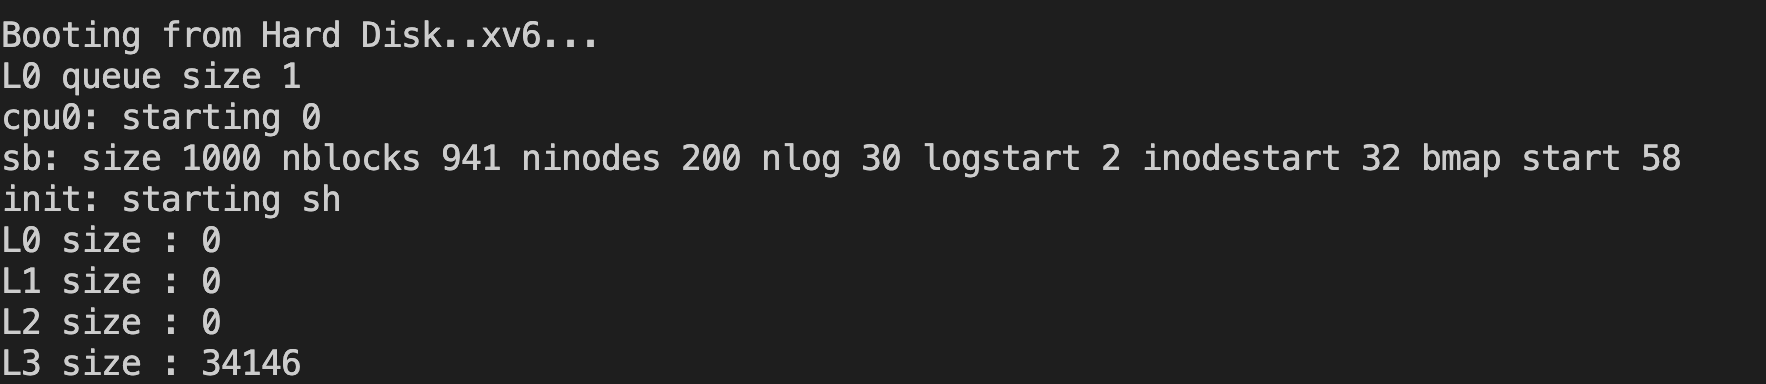 Booting from Hard Disk..xv6...
L0 queue size 1
cpu0: starting 0
sb: size 1000 nblocks 941 ninodes 200 nlog 30 logstart 2 inodestart 32 bmap start 58
init: starting sh
L0 size : 0
L1 size : 0
L2 size : 0
L3 size : 34146